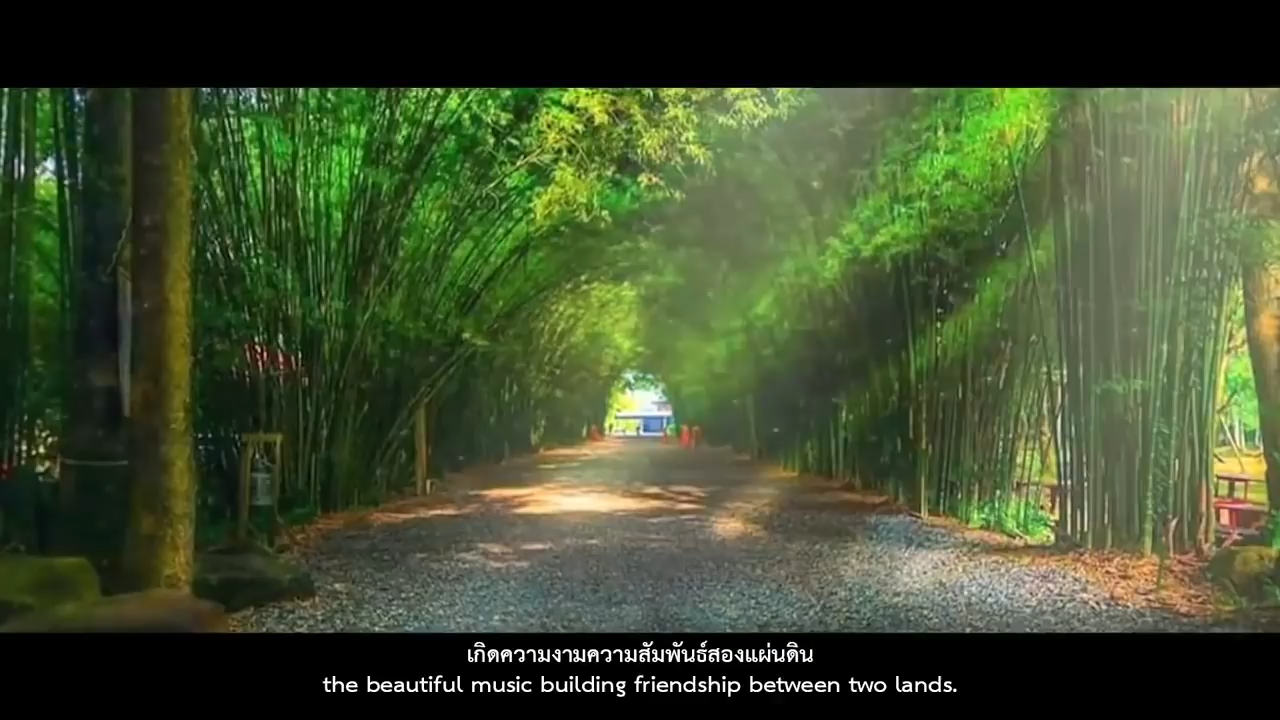 เกิดความงามความสัมพันธ์สองแผ่นดิน
the beautiful music building friendship between two lands.